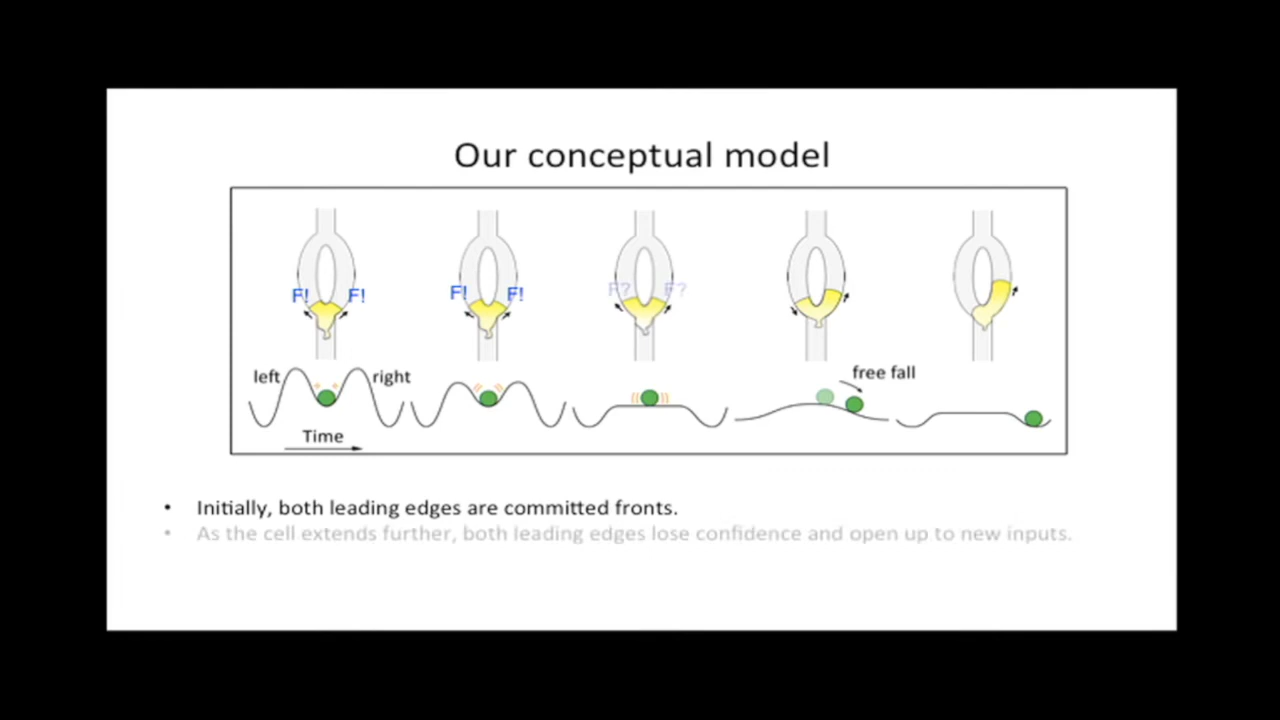 Our conceptual model
F! F! F! F! F? F?
left right free fall
Time
• Initially, both leading edges are committed fronts.
• As the cell extends further, both leading edges lose confidence and open up to new inputs.